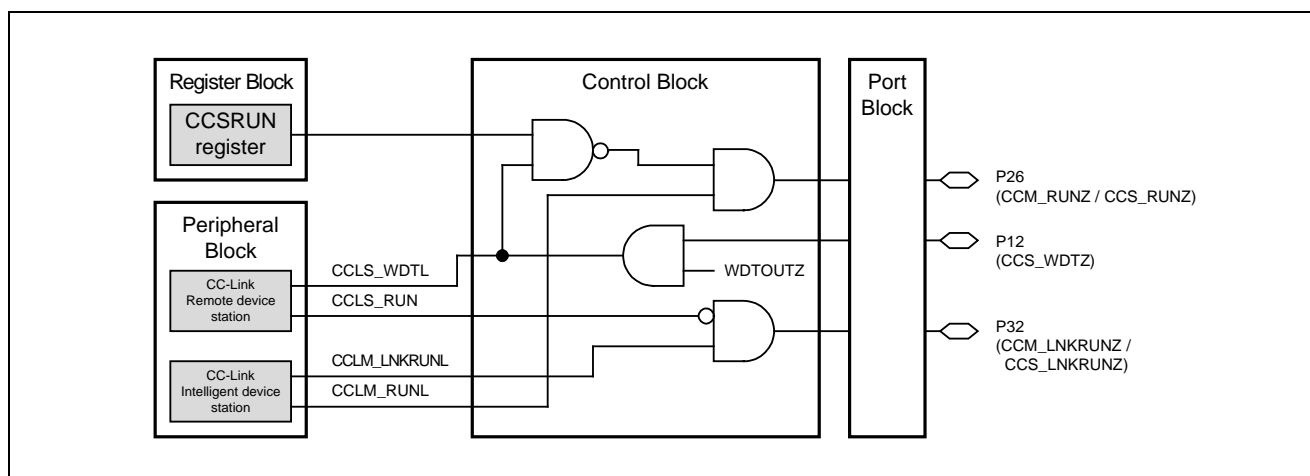 Register Block
CCSRUN
register
Peripheral
Block
CC-Link
Remote device
station
CC-Link
Intelligent device
station
CCLS_WDTL
CCLS_RUN
CCLM_LNKRUNL
CCLM_RUNL
Control Block
WDTOUTZ
Port
Block
P26
(CCM_RUNZ / CCS_RUNZ)
P12
(CCS_WDTZ)
P32
(CCM_LNKRUNZ /
CCS_LNKRUNZ)